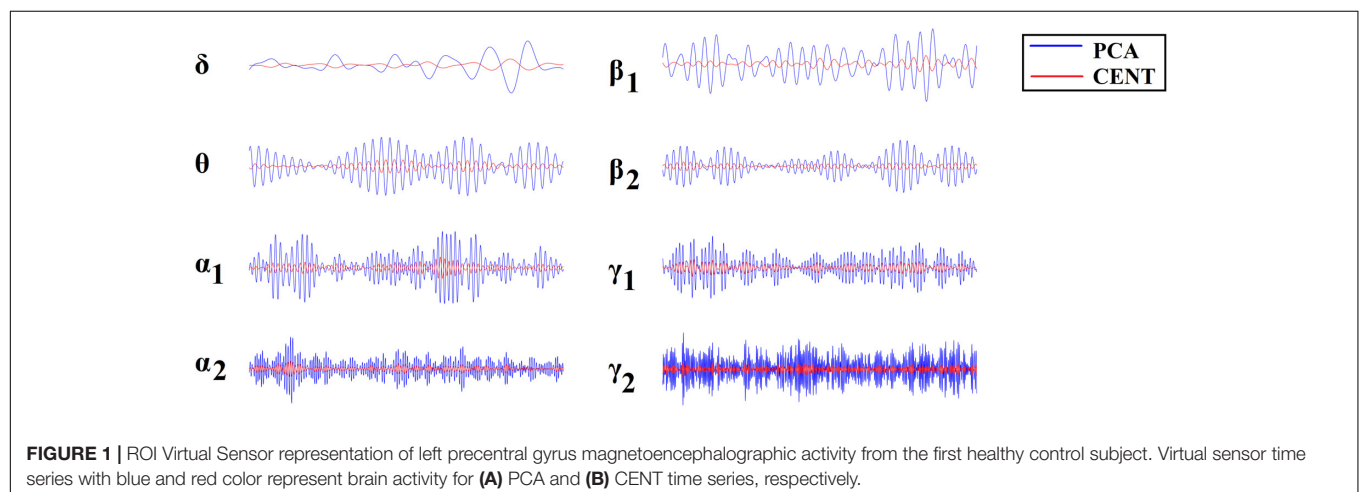 δ
β1
PCA
CENT
θ
β2
α1
γ1
α2
γ2
FIGURE 1 | ROI Virtual Sensor representation of left precentral gyrus magnetoencephalographic activity from the first healthy control subject. Virtual sensor time
series with blue and red color represent brain activity for (A) PCA and (B) CENT time series, respectively.